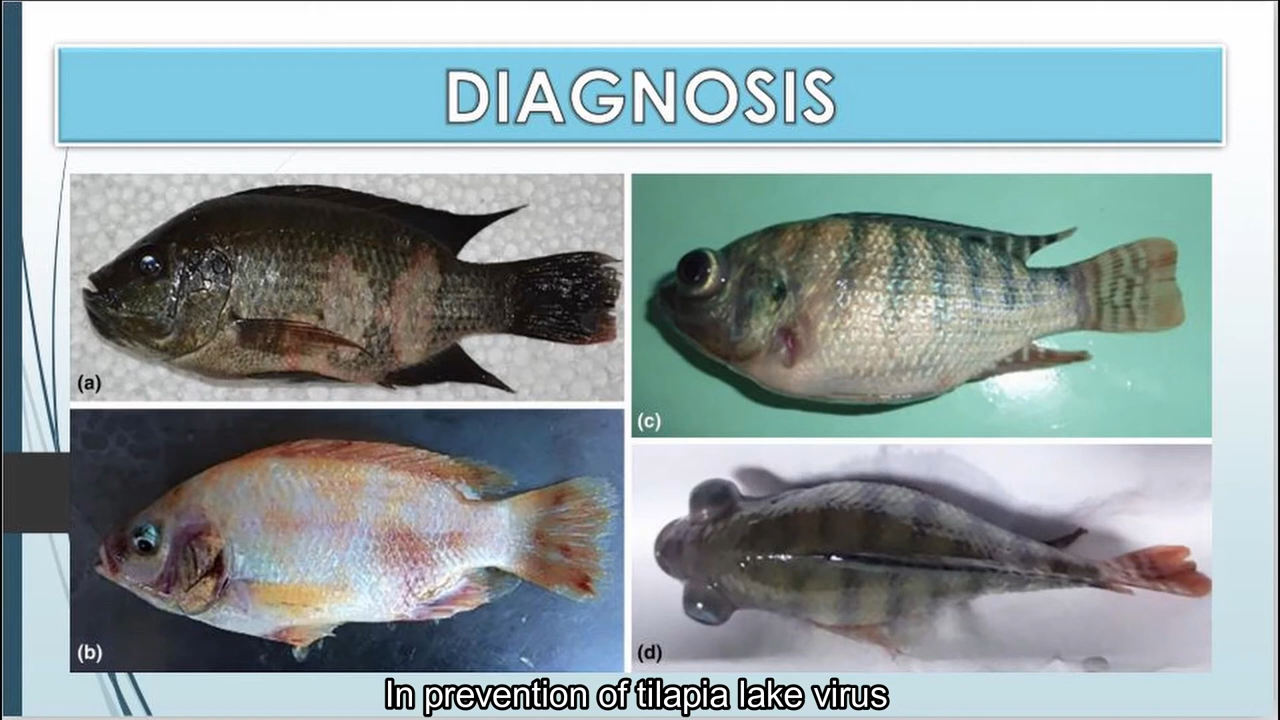 DIAGNOSIS
(a)
(c)
(b)
(d)
In prevention of tilapia lake virus